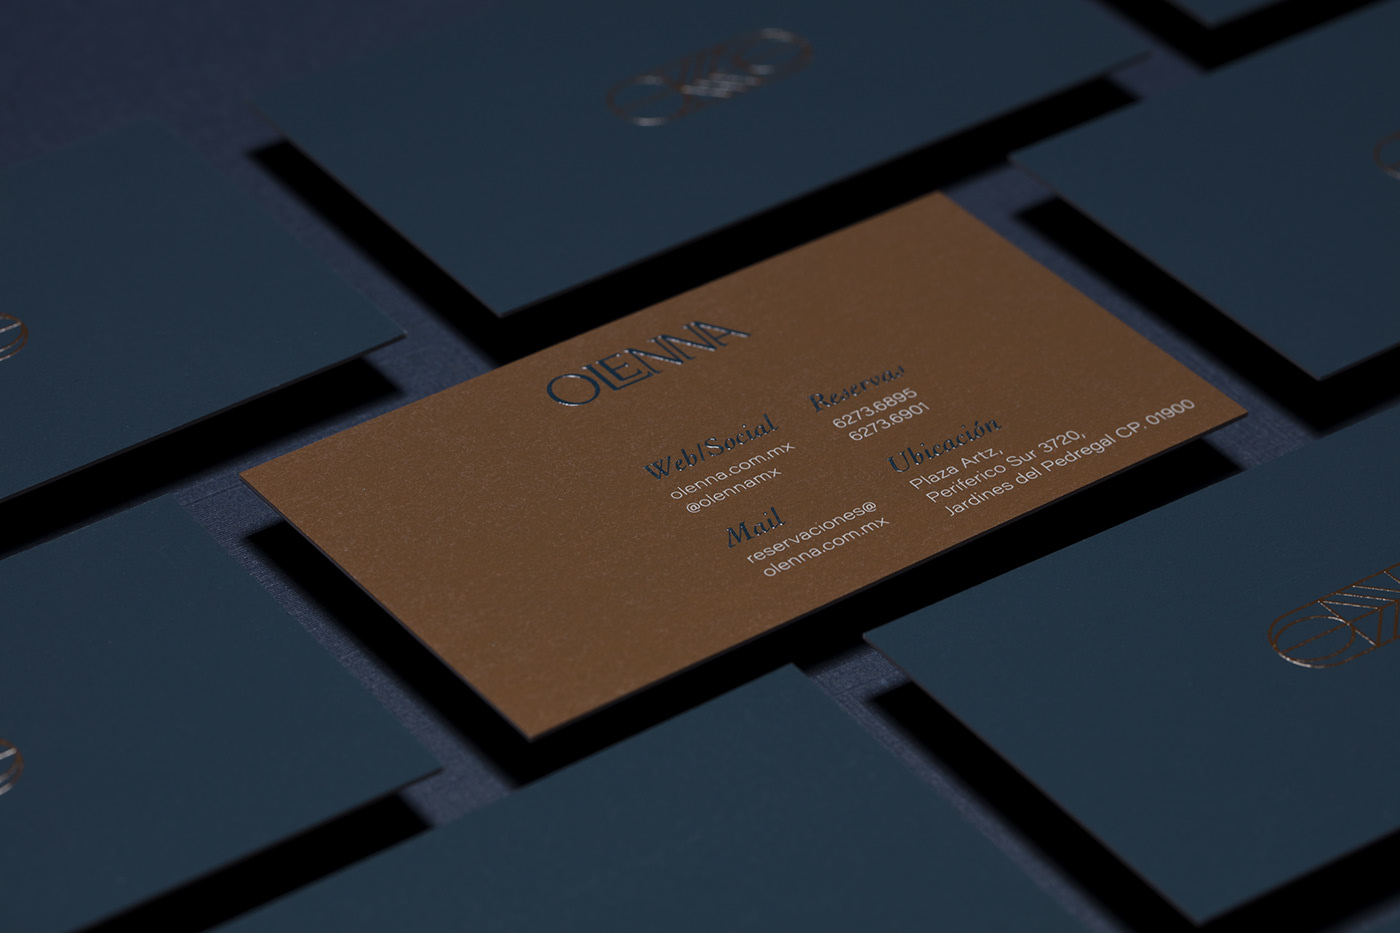 OLENNA
Web/Social
olenna.com.mx
@olennamx
Reservas
6273.6895
6273.6901
Mail
reservaciones@
olenna.com.mx
Ubicación
Plaza Artz,
Periferico Sur 3720,
Jardines del Pedregal CP. 01900